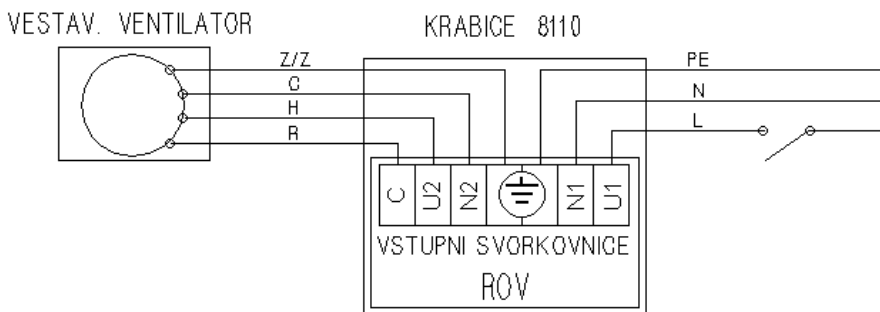 VESTAV. VENTILATOR
KRABICE 8110
Z/Z
C
H
R
PE
N
L
C
U2
N2
N1
U1
VSTUPNI SVORKOVNICE
ROV